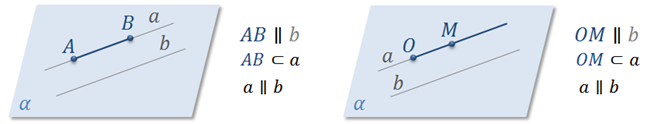 A B a b α
AB ∥ b
AB ⊂ a
a ∥ b
a O M b α
OM ∥ b
OM ⊂ a
a ∥ b